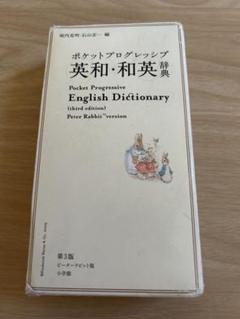 堀内克明・石山宏一 編
ポケットプログレッシブ
英和・和英辞典
Pocket Progressive
English Dictionary
(third edition)
Peter Rabbit™ version
第3版
ピーターラビット版
小学館